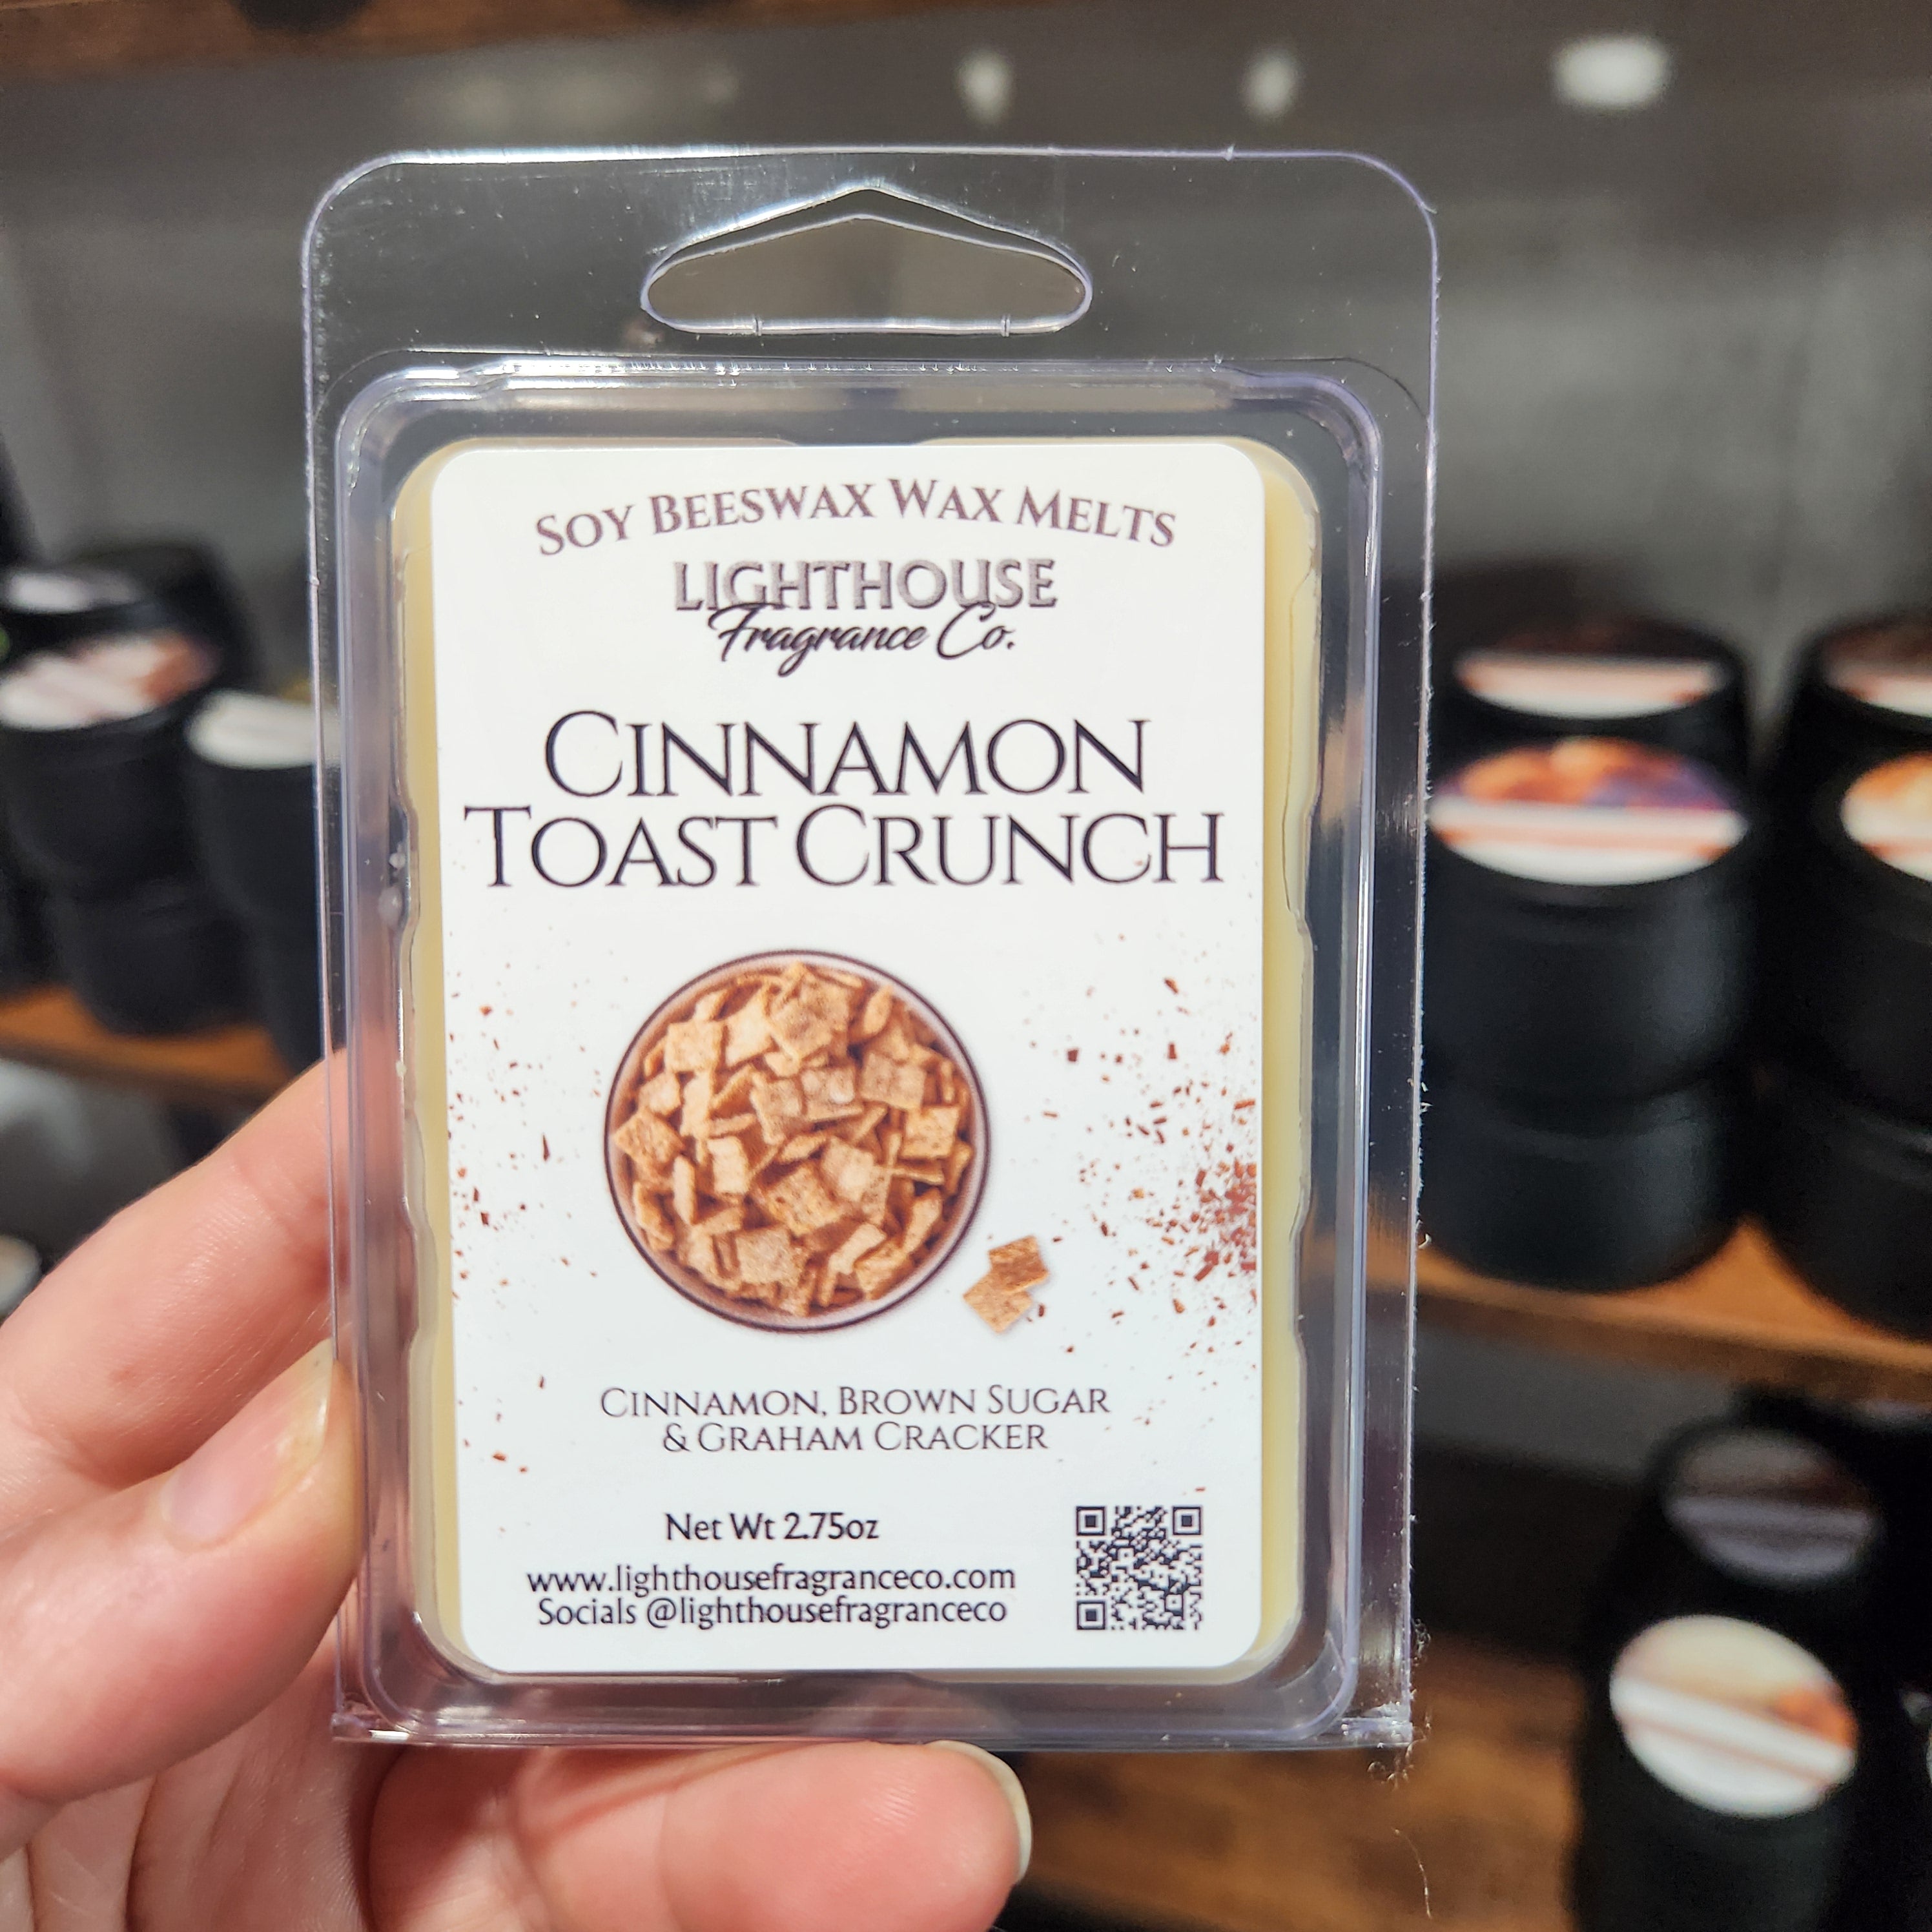 Soy Beeswax Wax Melts
LIGHTHOUSE
Fragrance Co.
Cinnamon
Toast Crunch
Cinnamon, Brown Sugar
& Graham Cracker
Net Wt 2.75oz
www.lighthousefragranceco.com
Socials @lighthousefragranceco